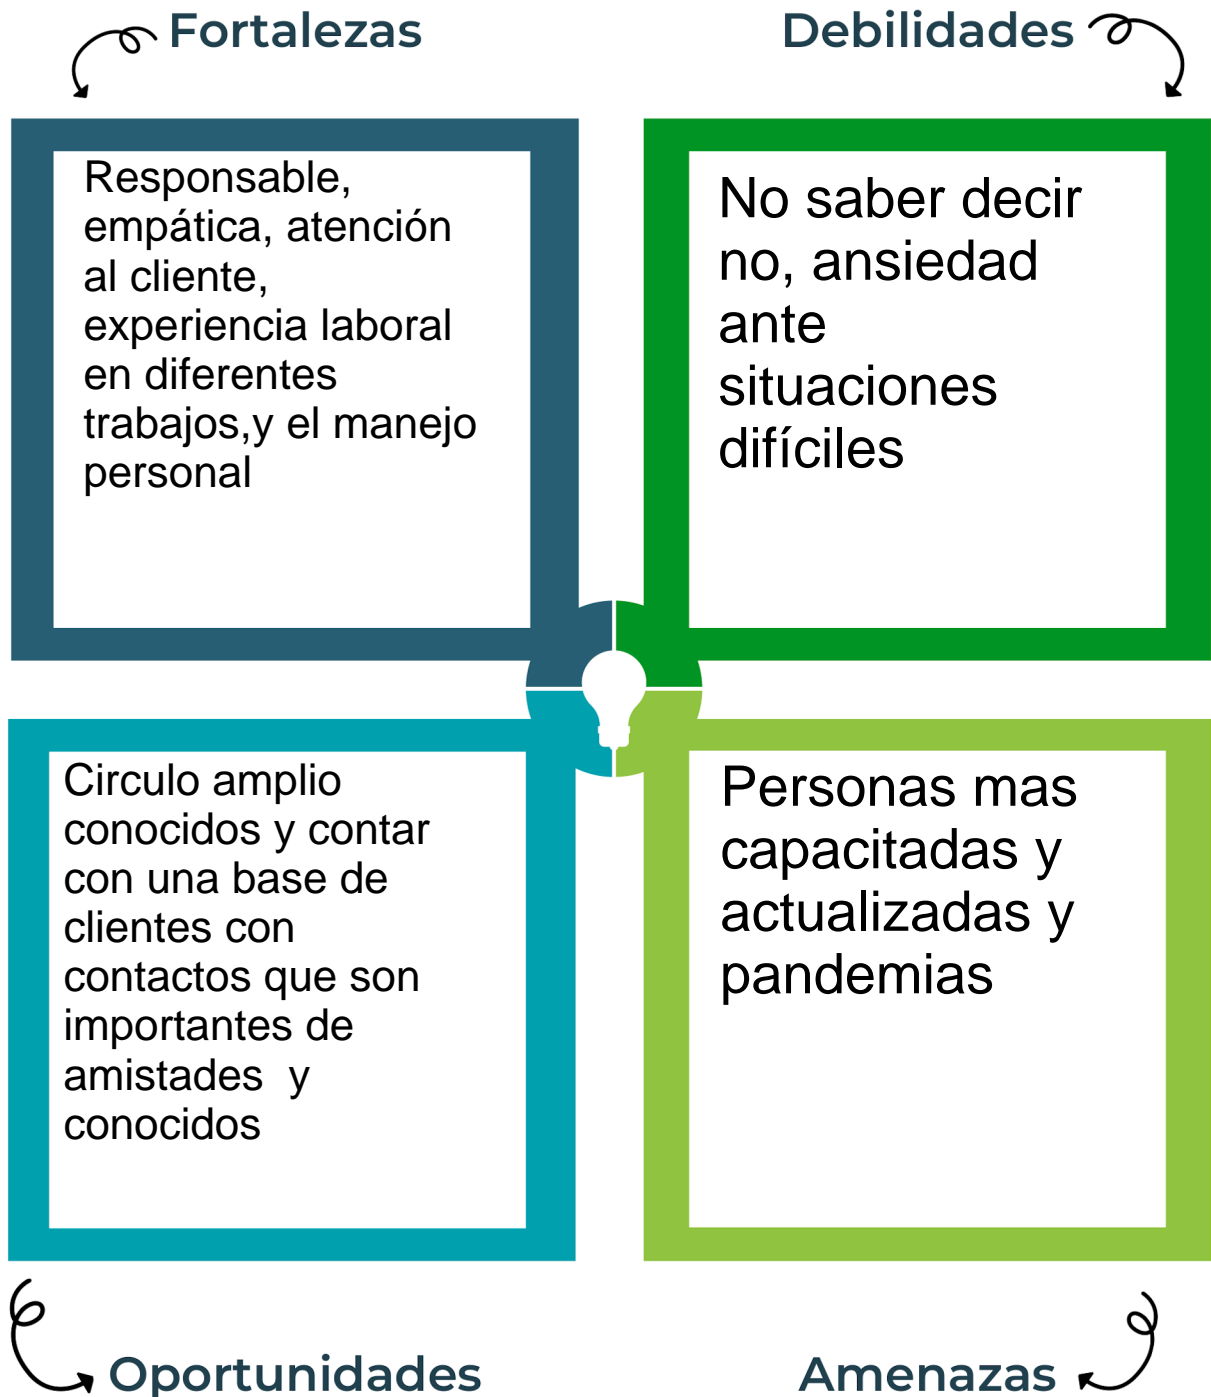 Fortalezas
Responsable,
empática, atención
al cliente,
experiencia laboral
en diferentes
trabajos,y el manejo
personal
Debilidades
No saber decir
no, ansiedad
ante
situaciones
difíciles
Circulo amplio
conocidos y contar
con una base de
clientes con
contactos que son
importantes de
amistades  y
conocidos
Oportunidades
Personas mas
capacitadas y
actualizadas y
pandemias
Amenazas